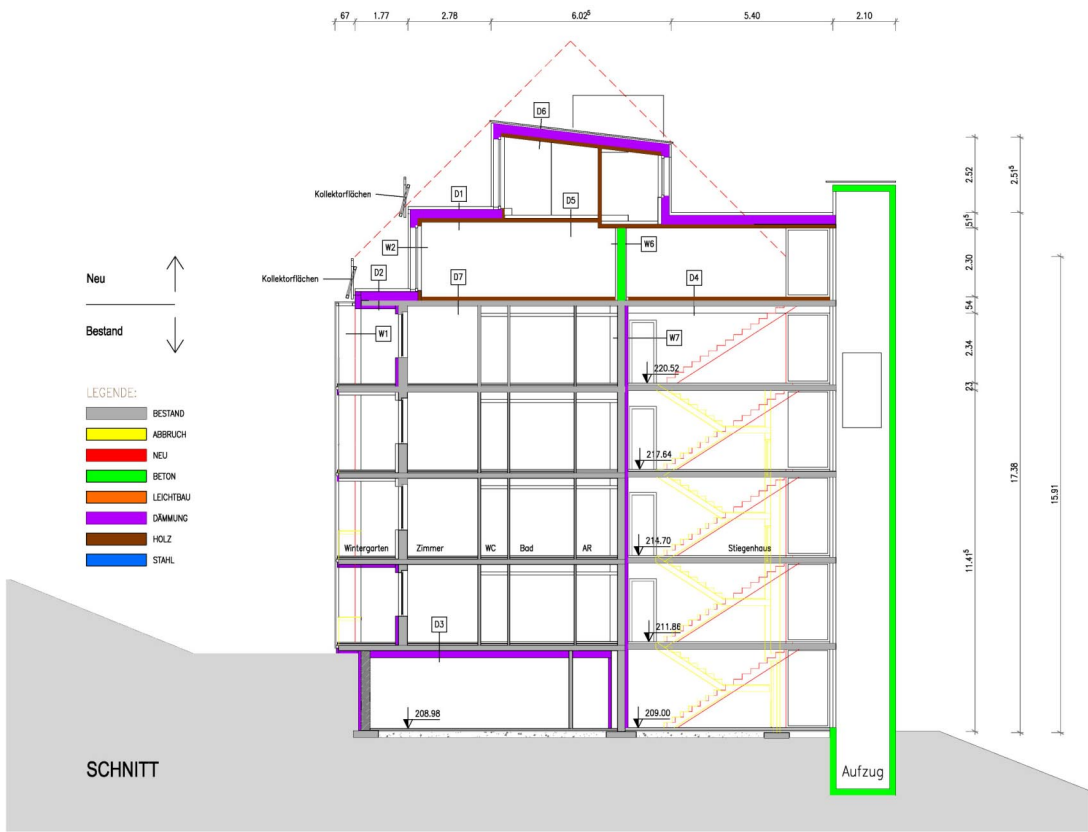 67 1.77 2.78 6.02⁵ 5.40 2.10
D6
Kollektorflächen
D1
D5
W2
W6
Kollektorflächen
D2
D7
D4
Neu
Bestand
W1
W7
220.52
217.64
214.70
211.86
208.98
209.00
Wintergarten Zimmer WC Bad AR Stiegenhaus
D3
LEGENDE:
BESTAND
ABBRUCH
NEU
BETON
LEICHTBAU
DÄMMUNG
HOLZ
STAHL
SCHNITT
Aufzug
2.52
51⁵
2.30
54
2.34
23
11.41⁵
2.51⁵
17.38
15.91